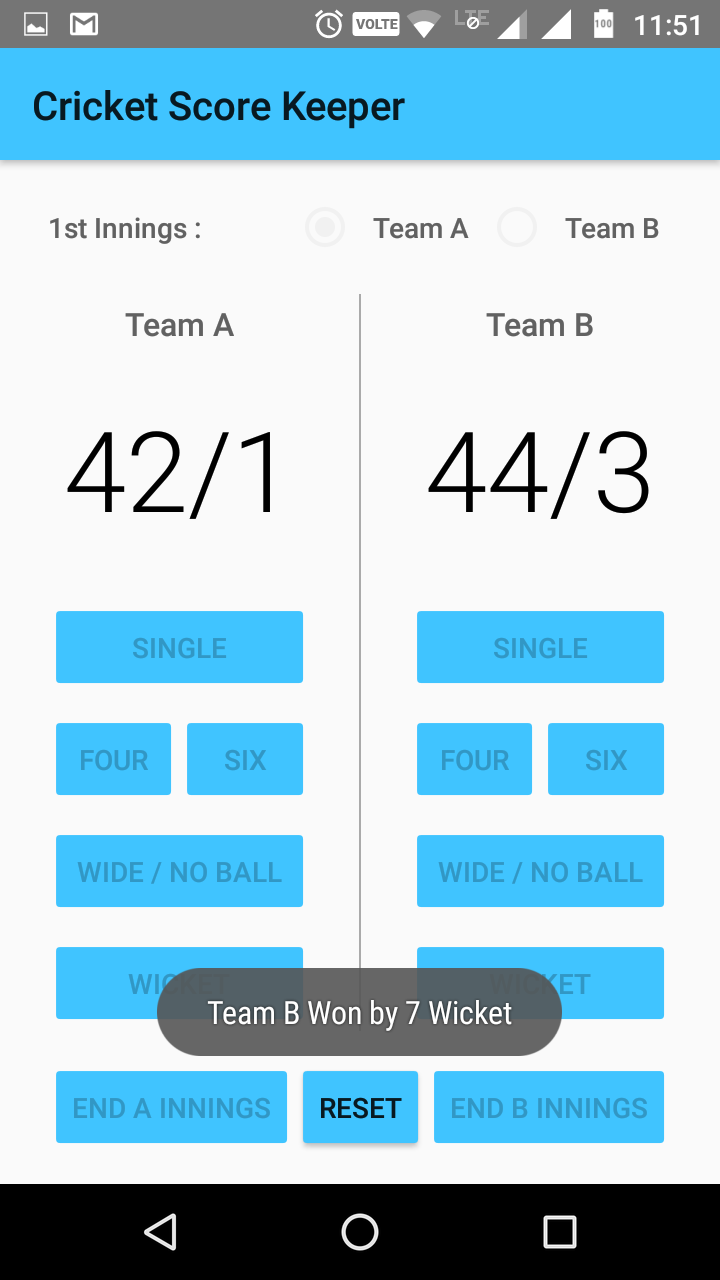 VOLTE LTE 100 11:51
Cricket Score Keeper
1st Innings : Team A Team B
Team A Team B
42/1 44/3
SINGLE SINGLE
FOUR SIX FOUR SIX
WIDE / NO BALL WIDE / NO BALL
WICKET WICKET
Team B Won by 7 Wicket
END A INNINGS RESET END B INNINGS